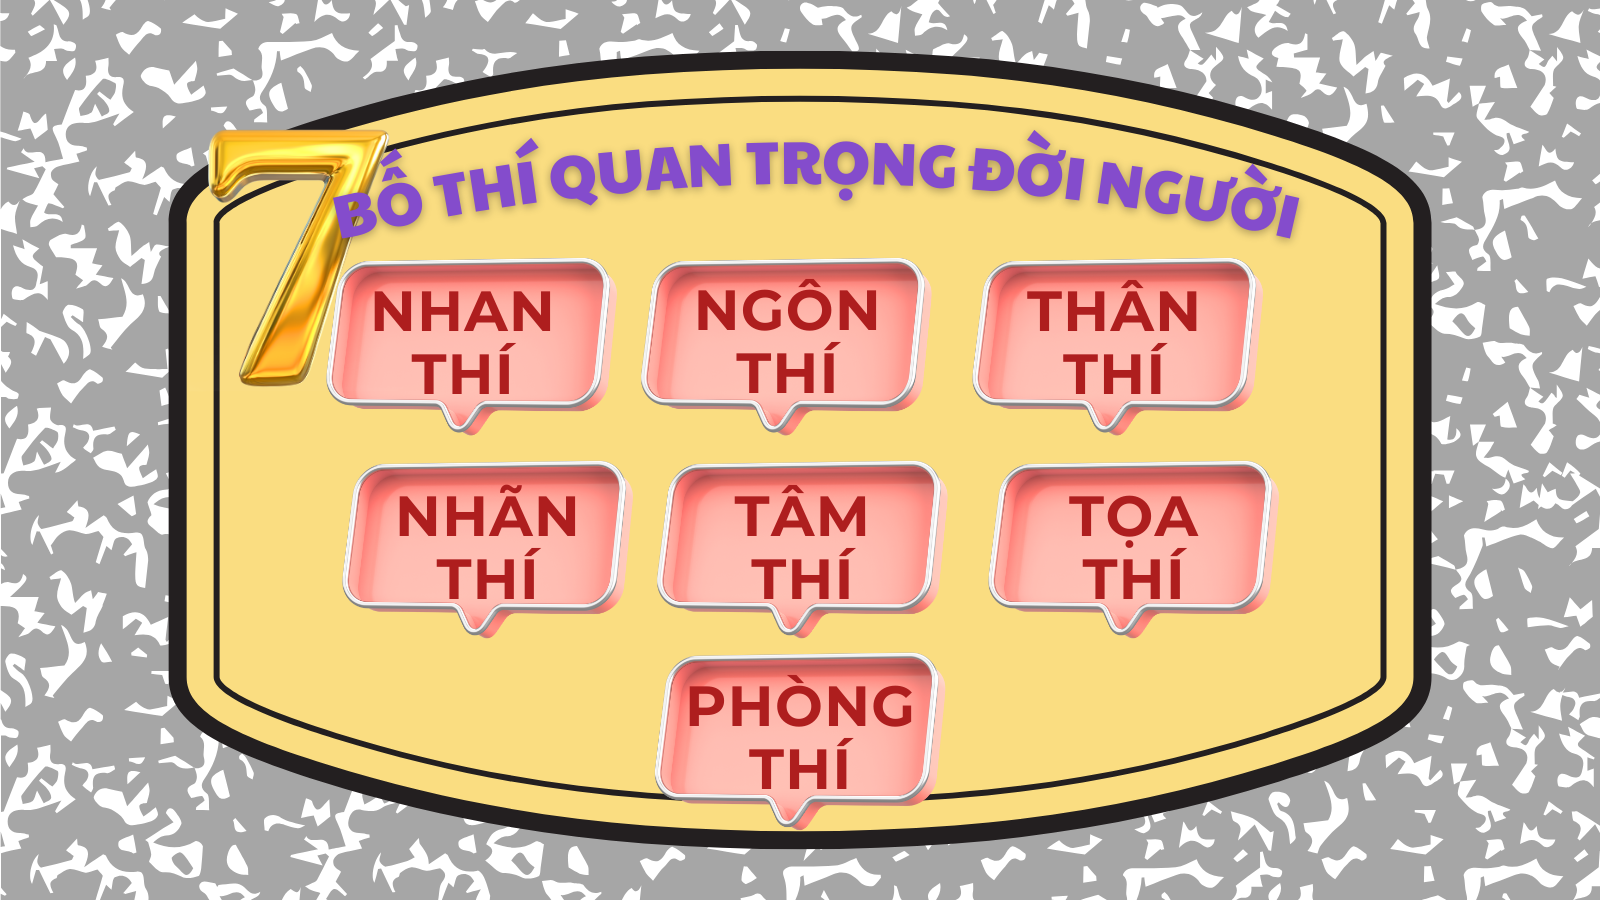 7 BỐ THÍ QUAN TRỌNG ĐỜI NGƯỜI
NHAN
THÍ
NGÔN
THÍ
THÂN
THÍ
NHÃN
THÍ
TÂM
THÍ
TỌA
THÍ
PHÒNG
THÍ